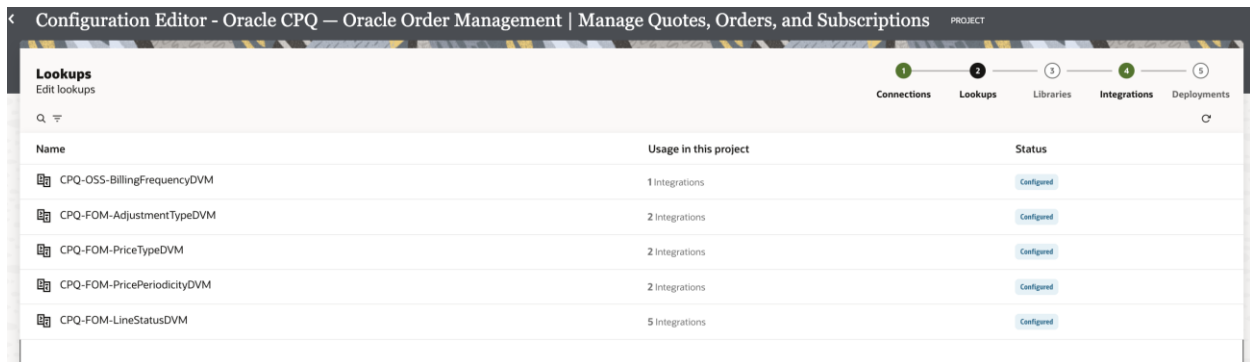 Configuration Editor - Oracle CPQ — Oracle Order Management | Manage Quotes, Orders, and Subscriptions PROJECT
Lookups
Edit lookups
1 2 3 4 5
Connections Lookups Libraries Integrations Deployments
Name Usage in this project Status
CPQ-OSS-BillingFrequencyDVM 1 Integrations Configured
CPQ-FOM-AdjustmentTypeDVM 2 Integrations Configured
CPQ-FOM-PriceTypeDVM 2 Integrations Configured
CPQ-FOM-PricePeriodicityDVM 2 Integrations Configured
CPQ-FOM-LineStatusDVM 5 Integrations Configured